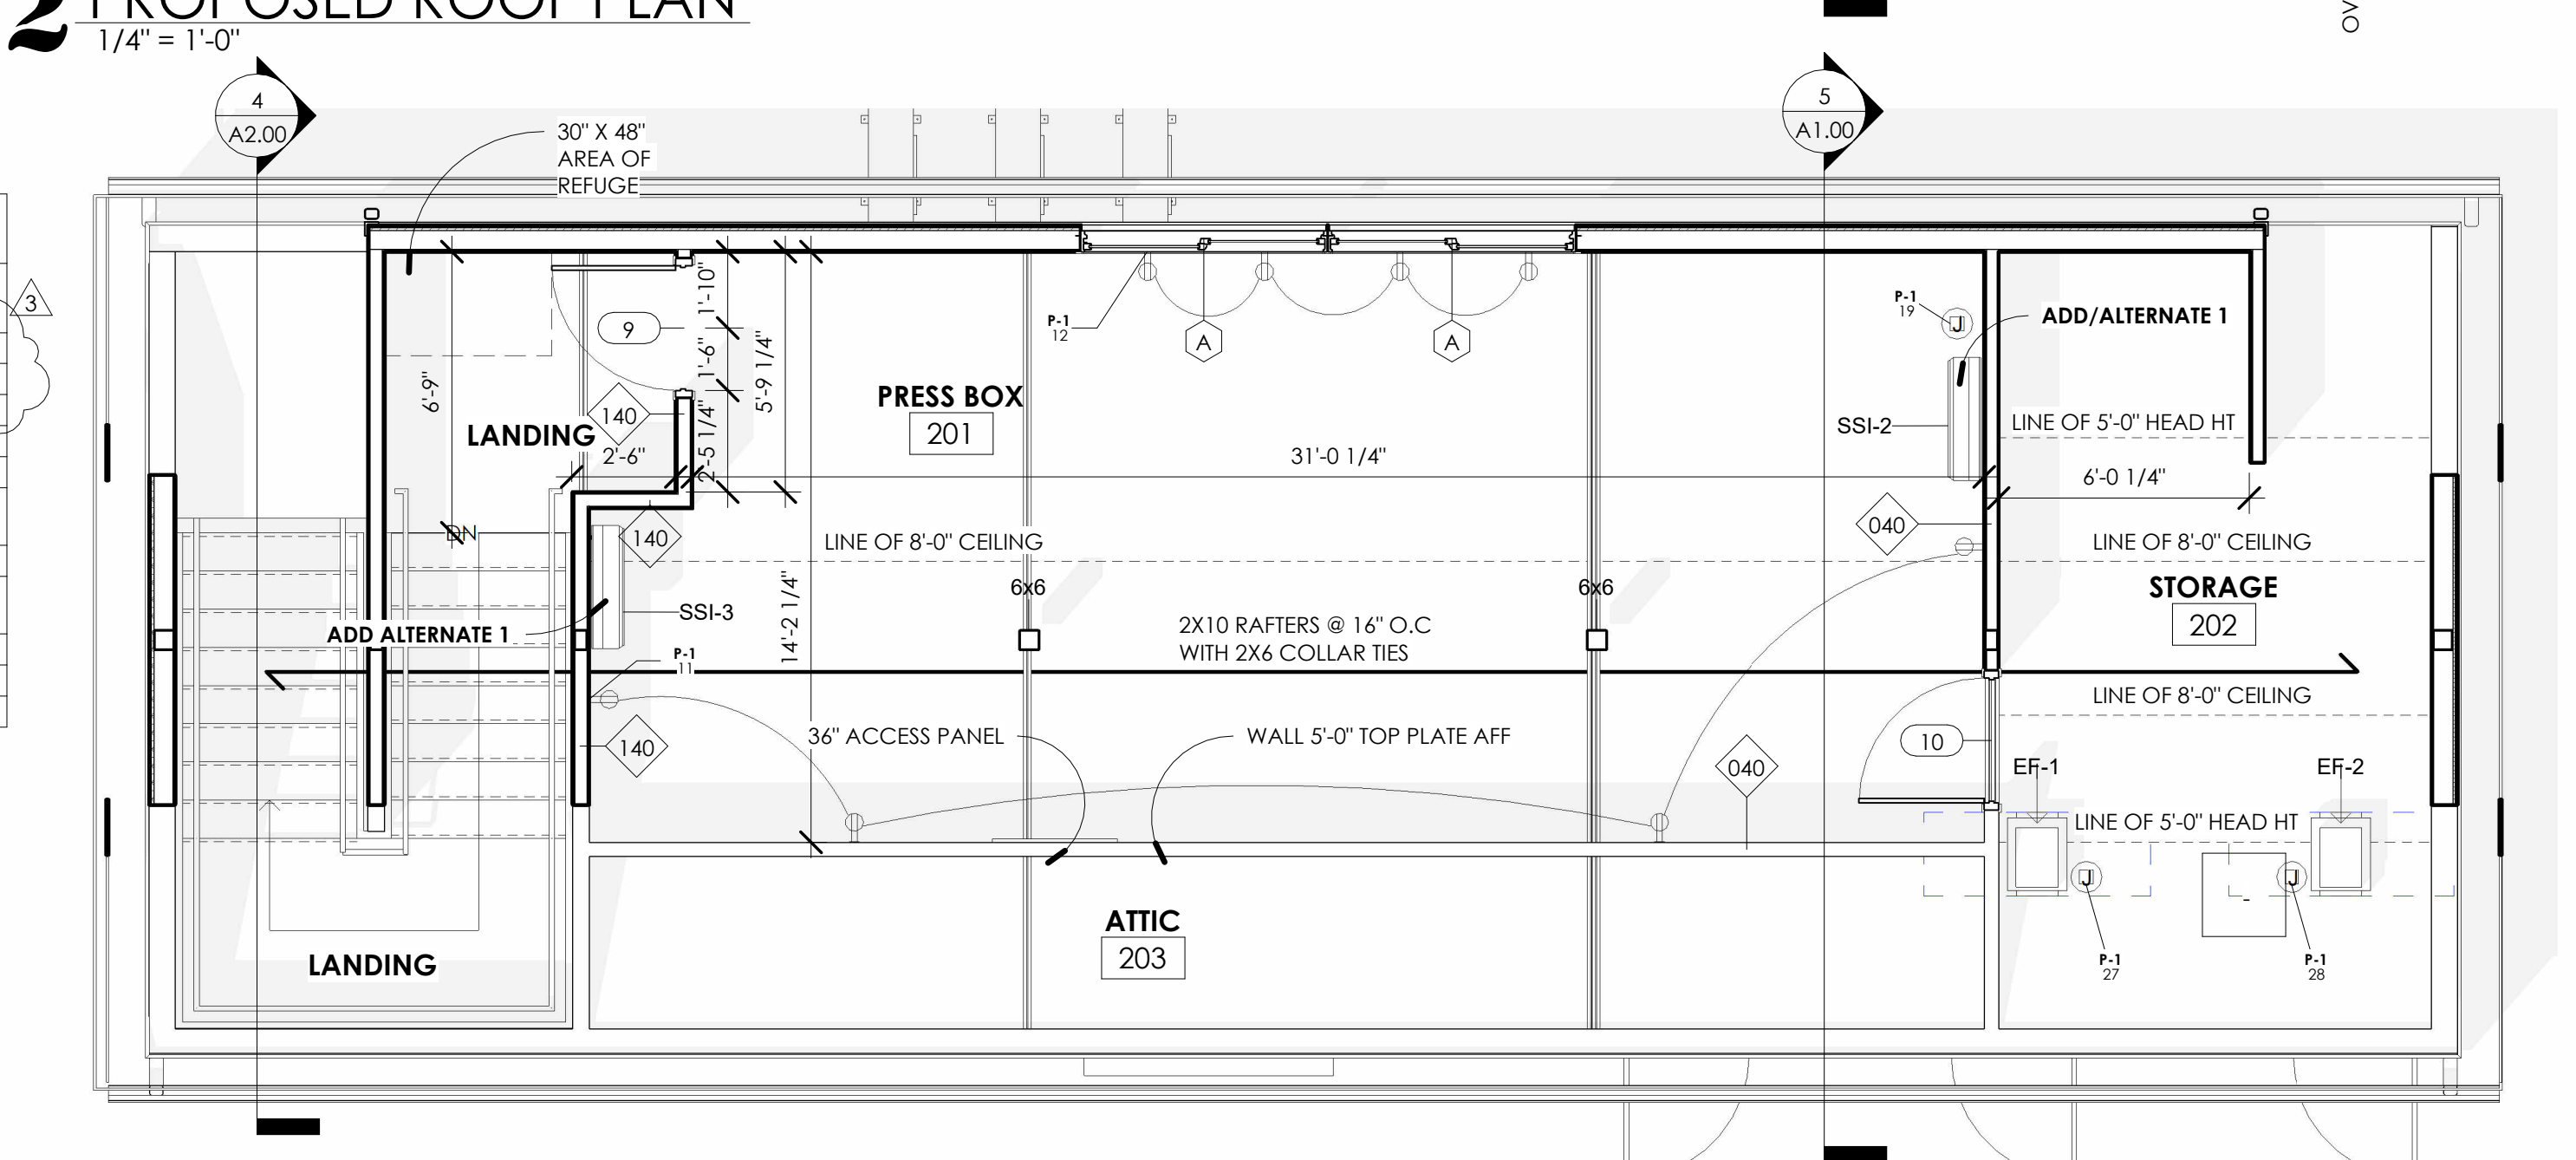 2 PROPOSED ROOF PLAN
1/4" = 1'-0"
OV
4
A2.00
5
A1.00
30" X 48"
AREA OF
REFUGE
3
9
1'-10"
1'-6"
2'-5 1/4"
5'-9 1/4"
6'-9"
140
LANDING
2'-6"
PRESS BOX
201
P-1
12
A
A
P-1
19
J
ADD/ALTERNATE 1
SSI-2
LINE OF 5'-0" HEAD HT
31'-0 1/4"
6'-0 1/4"
DN
140
LINE OF 8'-0" CEILING
040
LINE OF 8'-0" CEILING
6x6
6x6
STORAGE
202
SSI-3
ADD ALTERNATE 1
14'-2 1/4"
2X10 RAFTERS @ 16" O.C
WITH 2X6 COLLAR TIES
P-1
11
LINE OF 8'-0" CEILING
140
36" ACCESS PANEL
WALL 5'-0" TOP PLATE AFF
040
10
EF-1
EF-2
LINE OF 5'-0" HEAD HT
J
J
-
ATTIC
203
LANDING
P-1
27
P-1
28